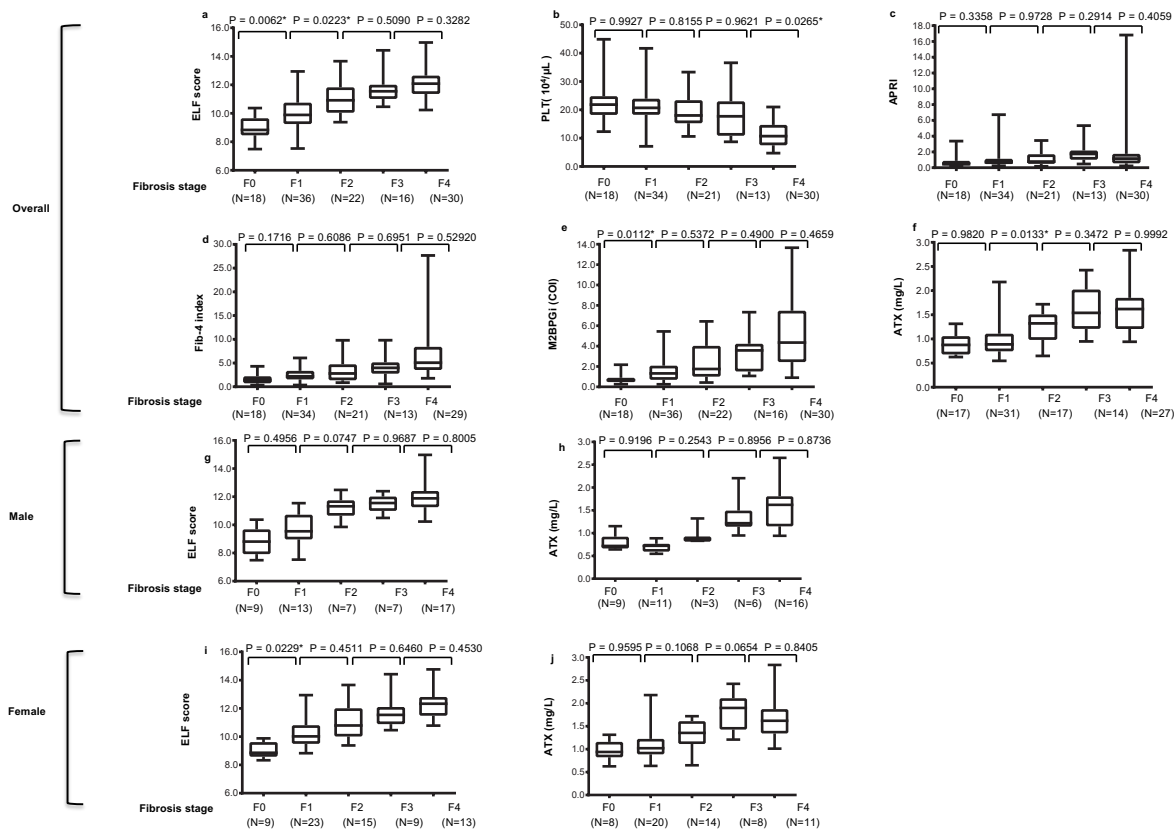 Overall
a
P = 0.0062* P = 0.0223* P = 0.5090 P = 0.3282
16.0
14.0
12.0
10.0
8.0
6.0
ELF score
Fibrosis stage
F0 F1 F2 F3 F4
(N=18) (N=36) (N=22) (N=16) (N=30)
b
P = 0.9927 P = 0.8155 P = 0.9621 P = 0.0265*
50.0
40.0
30.0
20.0
10.0
0.0
PLT( 10⁴/μL )
F0 F1 F2 F3 F4
(N=18) (N=34) (N=21) (N=13) (N=30)
c
P = 0.3358 P = 0.9728 P = 0.2914 P = 0.4059
18.0
16.0
14.0
12.0
10.0
8.0
6.0
4.0
2.0
0.0
APRI
F0 F1 F2 F3 F4
(N=18) (N=34) (N=21) (N=13) (N=30)
d
P = 0.1716 P = 0.6086 P = 0.6951 P = 0.52920
30.0
25.0
20.0
15.0
10.0
5.0
0.0
Fib-4 index
Fibrosis stage
F0 F1 F2 F3 F4
(N=18) (N=34) (N=21) (N=13) (N=29)
e
P = 0.0112* P = 0.5372 P = 0.4900 P = 0.4659
14.0
12.0
10.0
8.0
6.0
4.0
2.0
0.0
M2BPGi (COI)
F0 F1 F2 F3 F4
(N=18) (N=36) (N=22) (N=16) (N=30)
f
P = 0.9820 P = 0.0133* P = 0.3472 P = 0.9992
3.0
2.5
2.0
1.5
1.0
0.5
0.0
ATX (mg/L)
F0 F1 F2 F3 F4
(N=17) (N=31) (N=17) (N=14) (N=27)
Male
g
P = 0.4956 P = 0.0747 P = 0.9687 P = 0.8005
16.0
14.0
12.0
10.0
8.0
6.0
ELF score
Fibrosis stage
F0 F1 F2 F3 F4
(N=9) (N=13) (N=7) (N=7) (N=17)
h
P = 0.9196 P = 0.2543 P = 0.8956 P = 0.8736
3.0
2.5
2.0
1.5
1.0
0.5
0.0
ATX (mg/L)
F0 F1 F2 F3 F4
(N=9) (N=11) (N=3) (N=6) (N=16)
Female
i
P = 0.0229* P = 0.4511 P = 0.6460 P = 0.4530
16.0
14.0
12.0
10.0
8.0
6.0
ELF score
Fibrosis stage
F0 F1 F2 F3 F4
(N=9) (N=23) (N=15) (N=9) (N=13)
j
P = 0.9595 P = 0.1068 P = 0.0654 P = 0.8405
3.0
2.5
2.0
1.5
1.0
0.5
0.0
ATX (mg/L)
F0 F1 F2 F3 F4
(N=8) (N=20) (N=14) (N=8) (N=11)